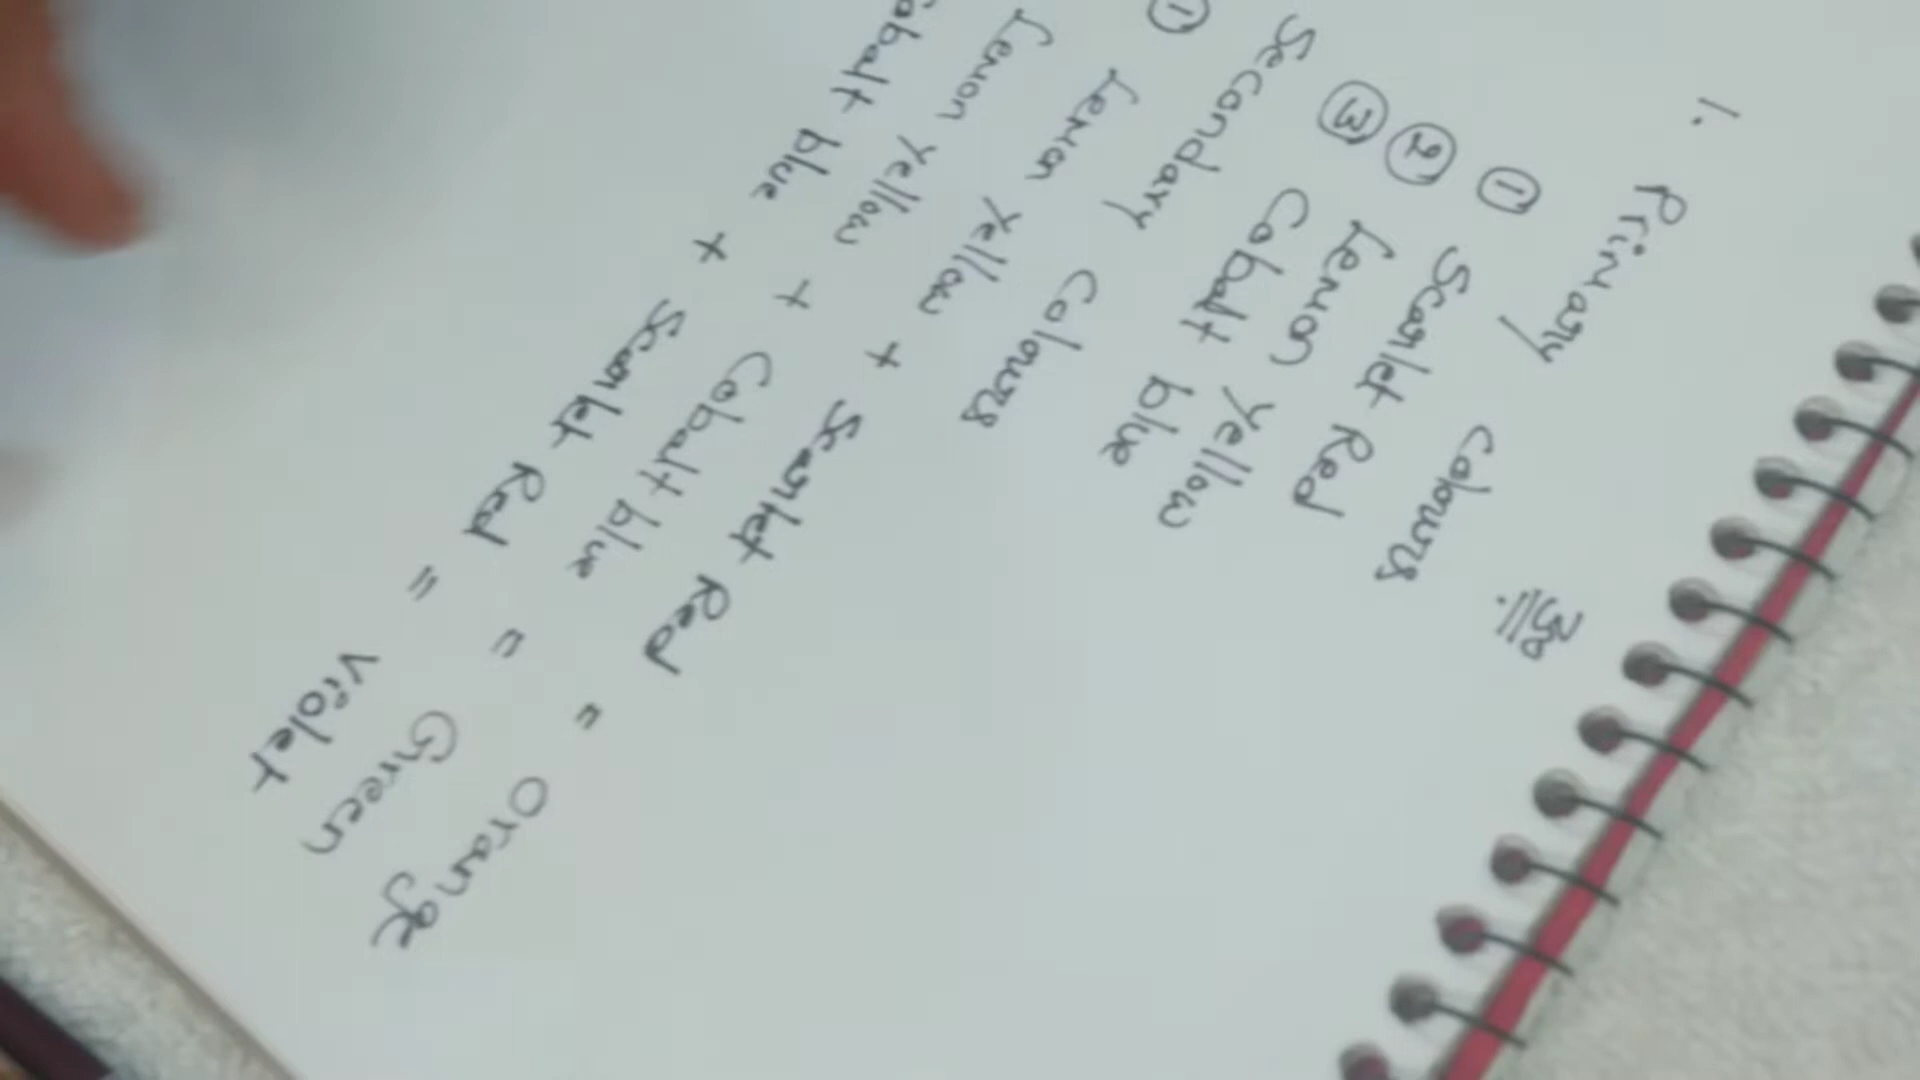 1. Primary colours
① Scarlet Red
② Lemon Yellow
③ Cobalt blue
Secondary Colours
① Lemon Yellow + Scarlet Red = Orange
Lemon Yellow + Cobalt blue = Green
Cobalt blue + Scarlet Red = Violet